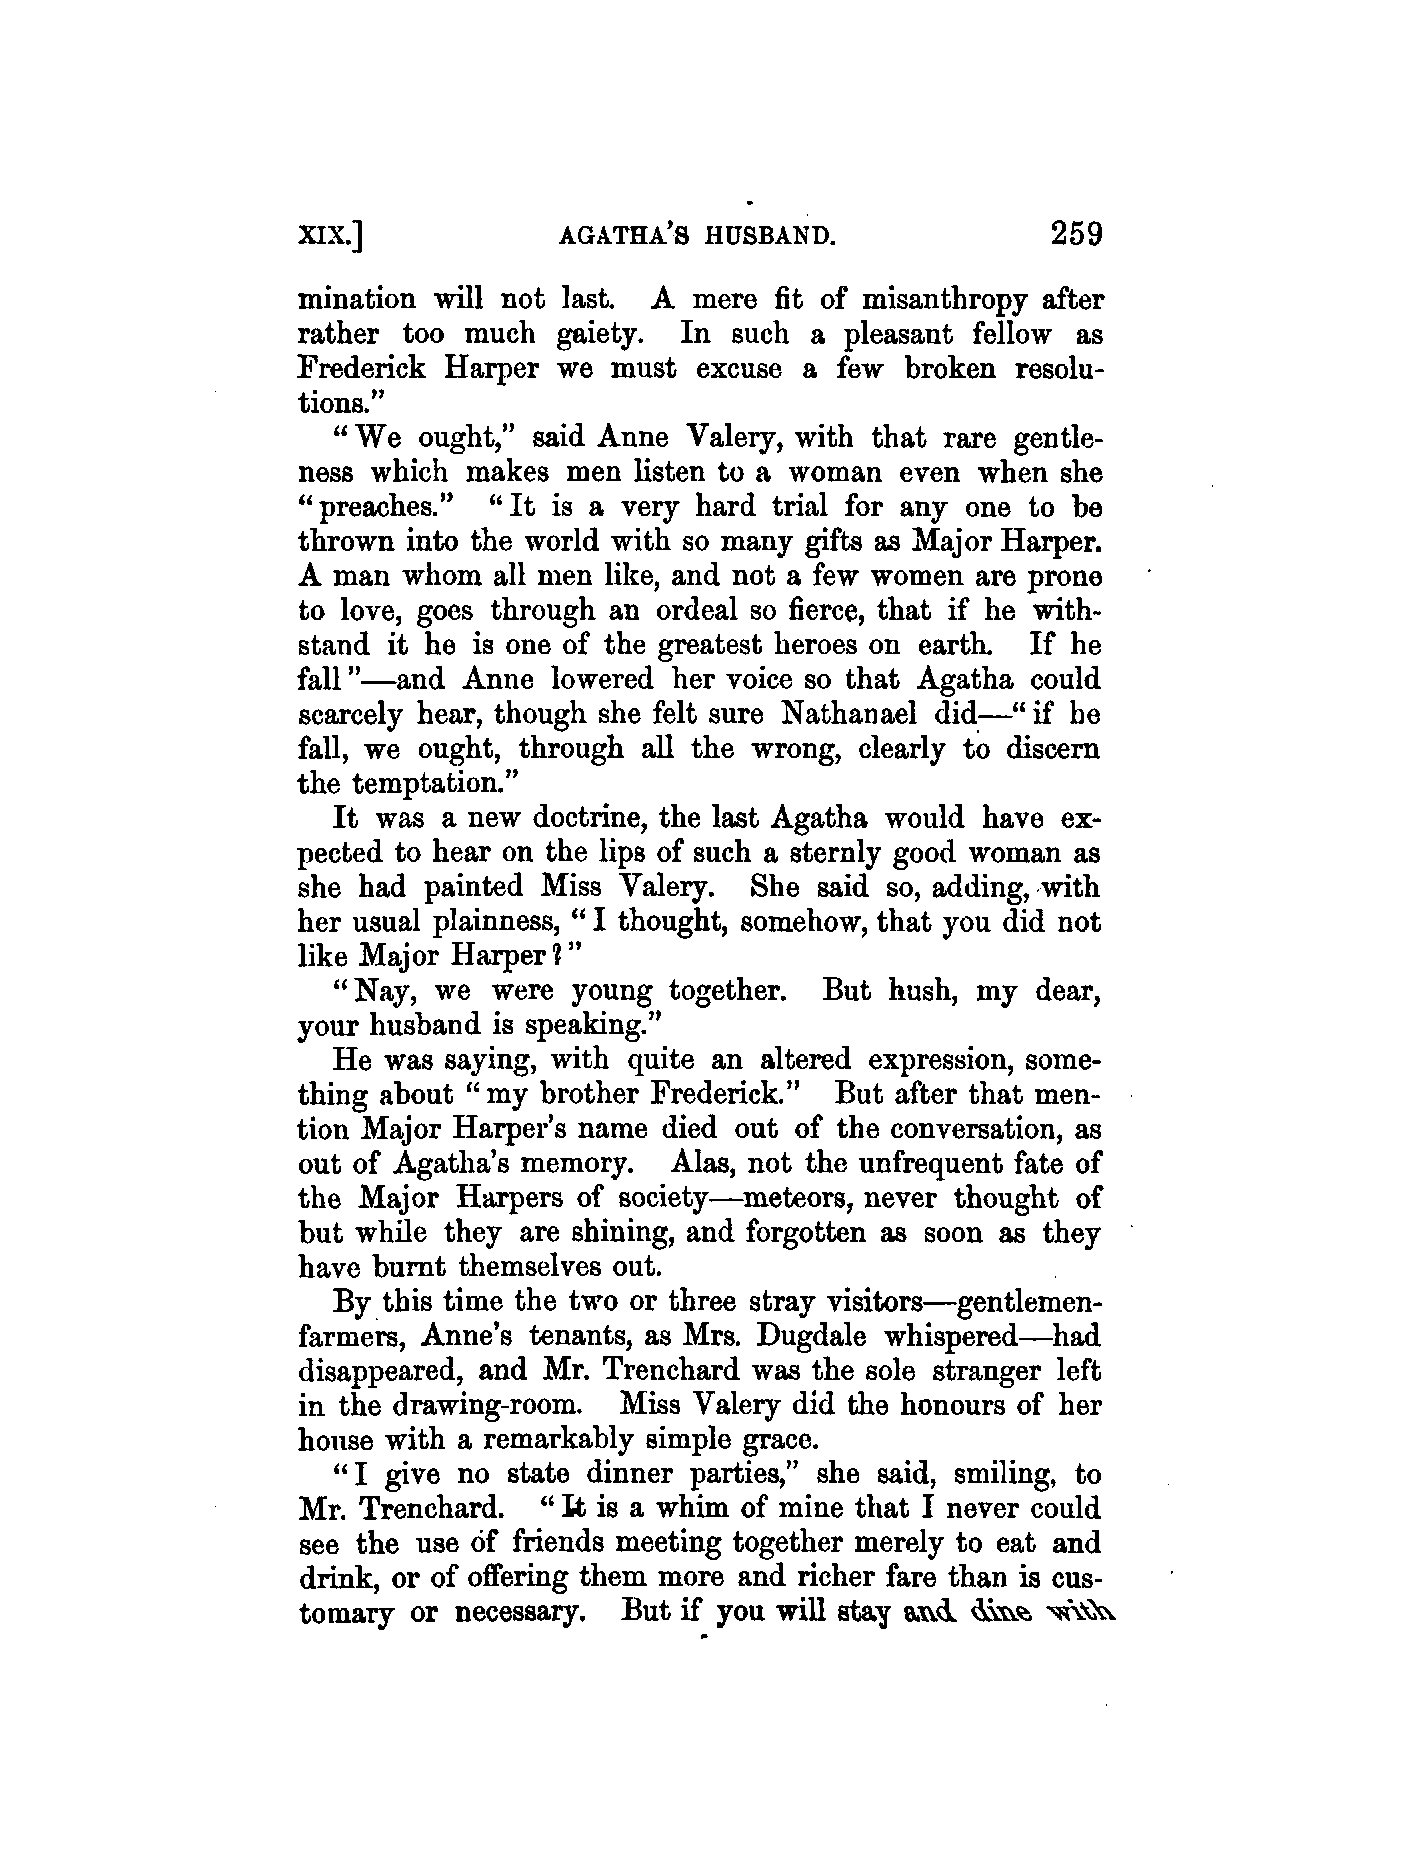 XIX.] AGATHA'S HUSBAND. 259
mination will not last. A mere fit of misanthropy after
rather too much gaiety. In such a pleasant fellow as
Frederick Harper we must excuse a few broken resolu-
tions."
"We ought," said Anne Valery, with that rare gentle-
ness which makes men listen to a woman even when she
"preaches." "It is a very hard trial for any one to be
thrown into the world with so many gifts as Major Harper.
A man whom all men like, and not a few women are prone
to love, goes through an ordeal so fierce, that if he with-
stand it he is one of the greatest heroes on earth. If he
fall"—and Anne lowered her voice so that Agatha could
scarcely hear, though she felt sure Nathanael did—"if he
fall, we ought, through all the wrong, clearly to discern
the temptation."
It was a new doctrine, the last Agatha would have ex-
pected to hear on the lips of such a sternly good woman as
she had painted Miss Valery. She said so, adding, with
her usual plainness, "I thought, somehow, that you did not
like Major Harper?"
"Nay, we were young together. But hush, my dear,
your husband is speaking."
He was saying, with quite an altered expression, some-
thing about "my brother Frederick." But after that men-
tion Major Harper's name died out of the conversation, as
out of Agatha's memory. Alas, not the unfrequent fate of
the Major Harpers of society—meteors, never thought of
but while they are shining, and forgotten as soon as they
have burnt themselves out.
By this time the two or three stray visitors—gentlemen-
farmers, Anne's tenants, as Mrs. Dugdale whispered—had
disappeared, and Mr. Trenchard was the sole stranger left
in the drawing-room. Miss Valery did the honours of her
house with a remarkably simple grace.
"I give no state dinner parties," she said, smiling, to
Mr. Trenchard. "It is a whim of mine that I never could
see the use of friends meeting together merely to eat and
drink, or of offering them more and richer fare than is cus-
tomary or necessary. But if you will stay and dine with